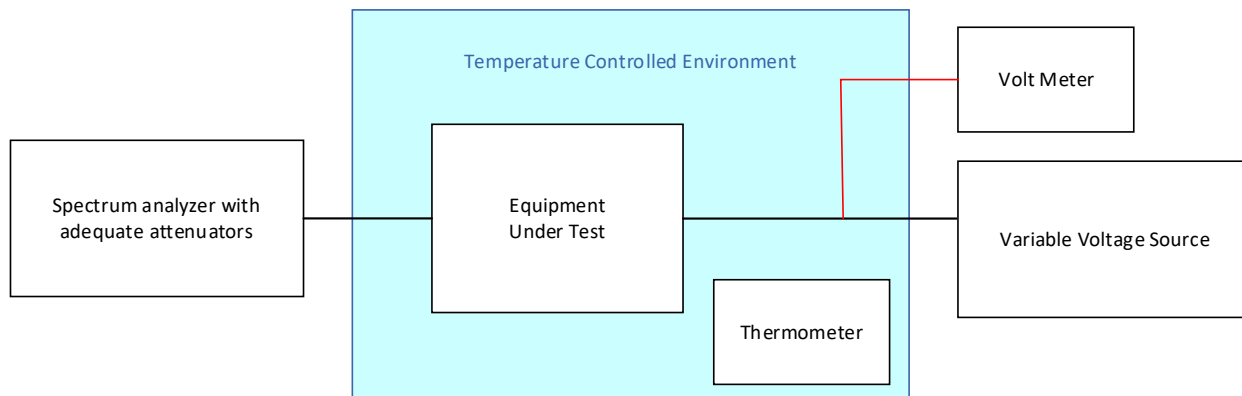 Temperature Controlled Environment
Volt Meter
Spectrum analyzer with
adequate attenuators
Equipment
Under Test
Variable Voltage Source
Thermometer